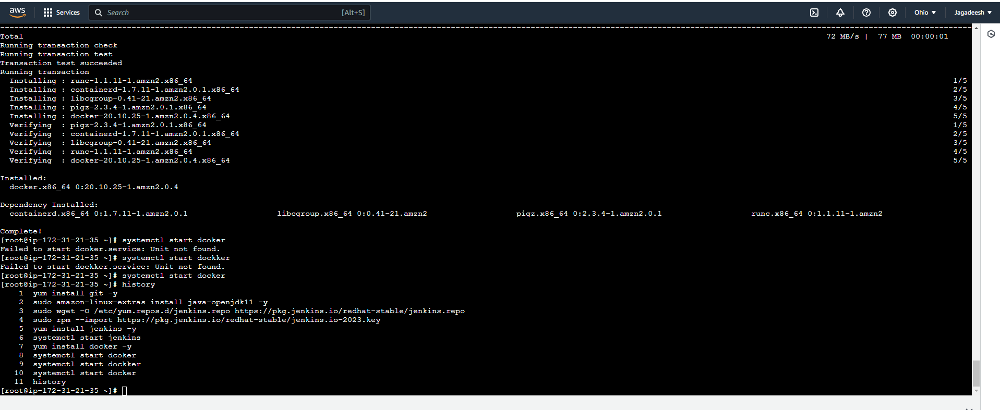 aws Services Search [Alt+S] Ohio Jagadeesh
Total 72 MB/s | 77 MB 00:00:01
Running transaction check
Running transaction test
Transaction test succeeded
Running transaction
Installing : runc-1.1.11-1.amzn2.x86_64 1/5
Installing : containerd-1.7.11-1.amzn2.0.1.x86_64 2/5
Installing : libcgroup-0.41-21.amzn2.x86_64 3/5
Installing : pigz-2.3.4-1.amzn2.0.1.x86_64 4/5
Installing : docker-20.10.25-1.amzn2.0.4.x86_64 5/5
Verifying : pigz-2.3.4-1.amzn2.0.1.x86_64 1/5
Verifying : containerd-1.7.11-1.amzn2.0.1.x86_64 2/5
Verifying : libcgroup-0.41-21.amzn2.x86_64 3/5
Verifying : runc-1.1.11-1.amzn2.x86_64 4/5
Verifying : docker-20.10.25-1.amzn2.0.4.x86_64 5/5
Installed:
docker.x86_64 0:20.10.25-1.amzn2.0.4
Dependency Installed:
containerd.x86_64 0:1.7.11-1.amzn2.0.1 libcgroup.x86_64 0:0.41-21.amzn2 pigz.x86_64 0:2.3.4-1.amzn2.0.1 runc.x86_64 0:1.1.11-1.amzn2
Complete!
[root@ip-172-31-21-35 ~]# systemctl start dcoker
Failed to start dcoker.service: Unit not found.
[root@ip-172-31-21-35 ~]# systemctl start dockker
Failed to start dockker.service: Unit not found.
[root@ip-172-31-21-35 ~]# systemctl start docker
[root@ip-172-31-21-35 ~]# history
1 yum install git -y
2 sudo amazon-linux-extras install java-openjdk11 -y
3 sudo wget -O /etc/yum.repos.d/jenkins.repo https://pkg.jenkins.io/redhat-stable/jenkins.repo
4 sudo rpm --import https://pkg.jenkins.io/redhat-stable/jenkins.io-2023.key
5 yum install jenkins -y
6 systemctl start jenkins
7 yum install docker -y
8 systemctl start dcoker
9 systemctl start dockker
10 systemctl start docker
11 history
[root@ip-172-31-21-35 ~]#